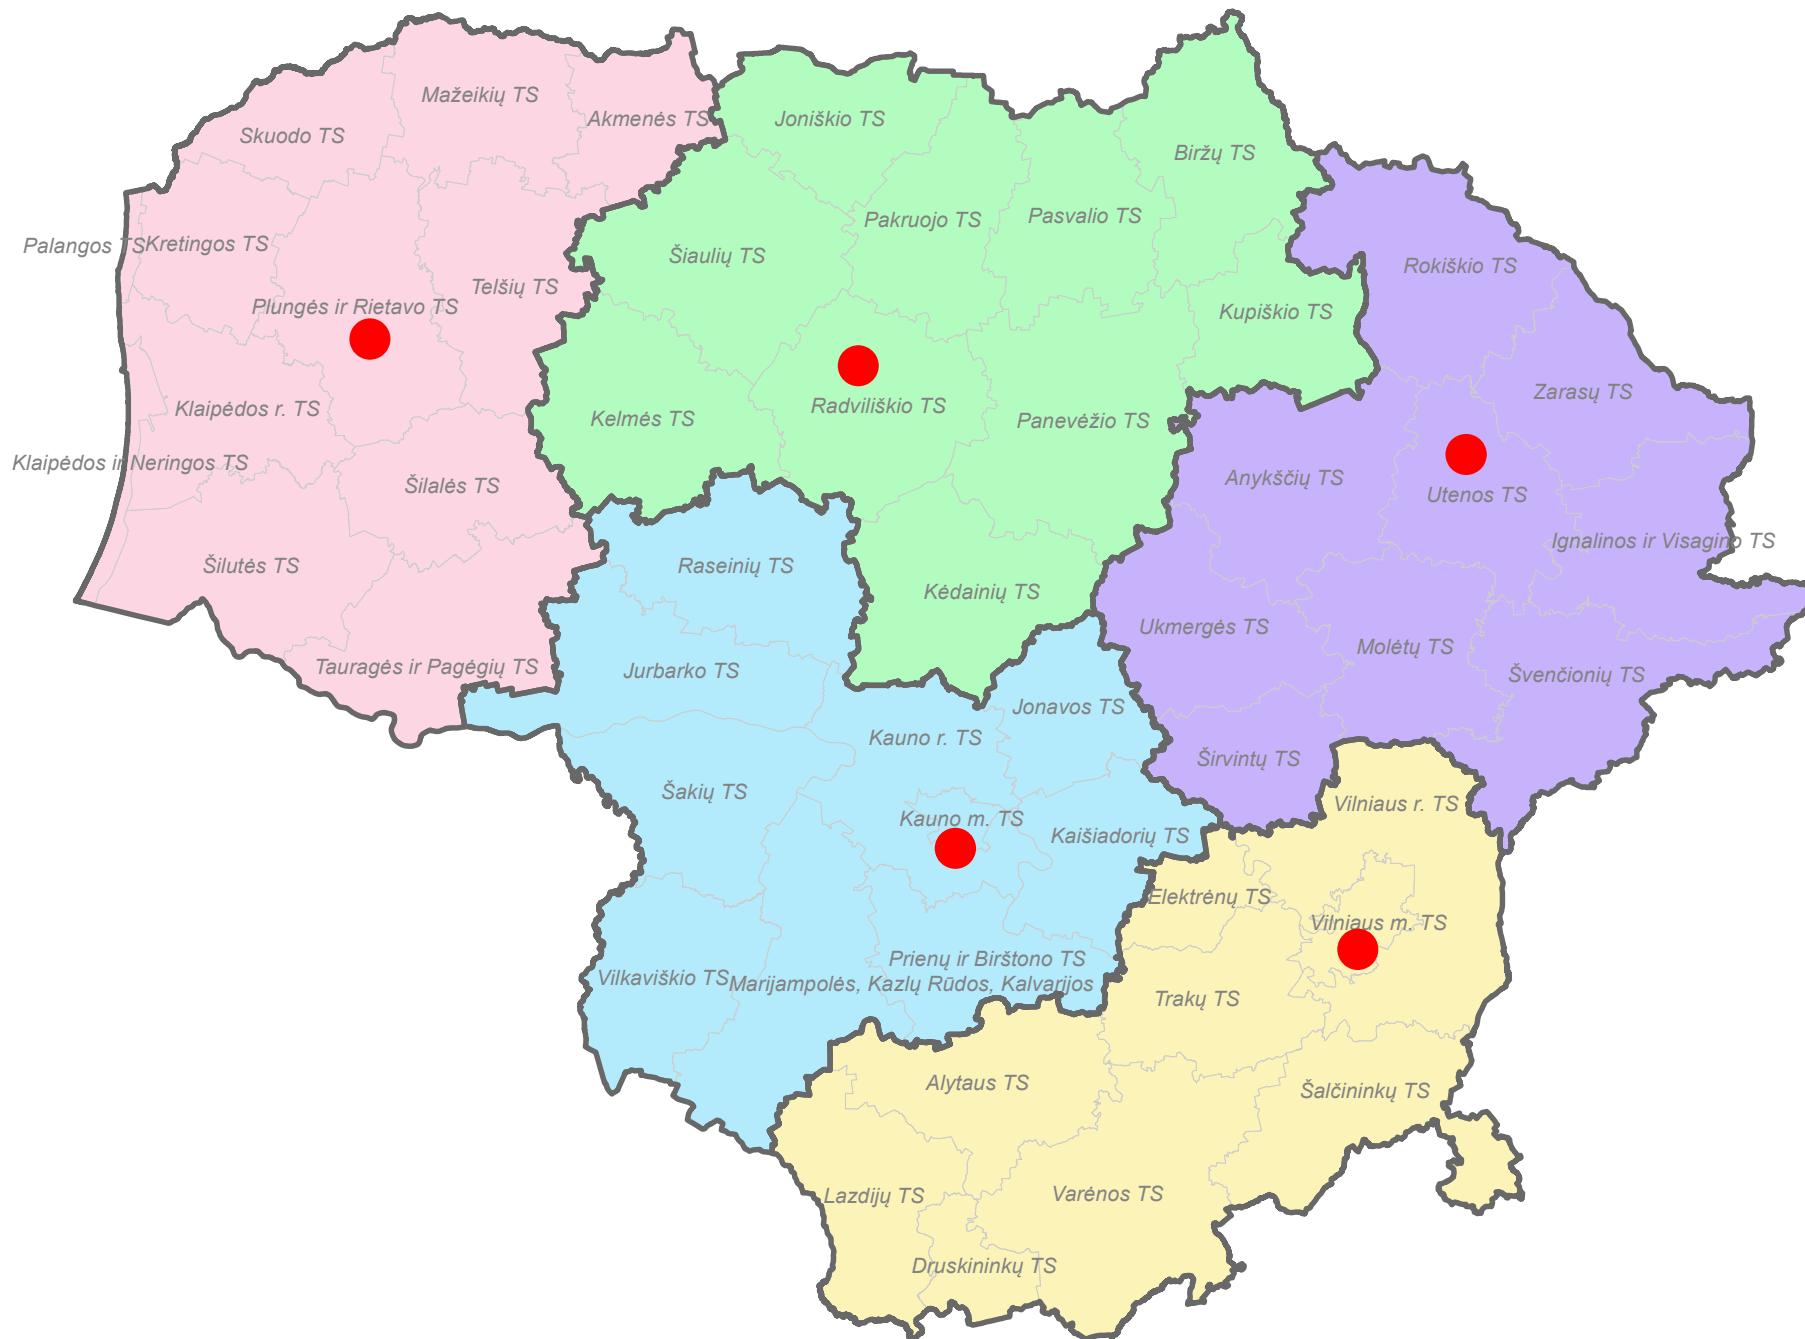 Mažeikių TS
Akmenės TS
Skuodo TS
Joniškio TS
Biržų TS
Palangos TS
Kretingos TS
Telšių TS
Šiaulių TS
Pakruojo TS
Pasvalio TS
Rokiškio TS
Plungės ir Rietavo TS
Kupiškio TS
Klaipėdos r. TS
Kelmės TS
Radviliškio TS
Panevėžio TS
Zarasų TS
Klaipėdos ir Neringos TS
Šilalės TS
Anykščių TS
Utenos TS
Šilutės TS
Raseinių TS
Kėdainių TS
Ignalinos ir Visagino TS
Ukmergės TS
Molėtų TS
Švenčionių TS
Tauragės ir Pagėgių TS
Jurbarko TS
Jonavos TS
Kauno r. TS
Širvintų TS
Šakių TS
Kauno m. TS
Kaišiadorių TS
Vilniaus r. TS
Elektrėnų TS
Vilniaus m. TS
Vilkaviškio TS
Prienų ir Birštono TS
Marijampolės, Kazlų Rūdos, Kalvarijos
Trakų TS
Alytaus TS
Šalčininkų TS
Lazdijų TS
Varėnos TS
Druskininkų TS